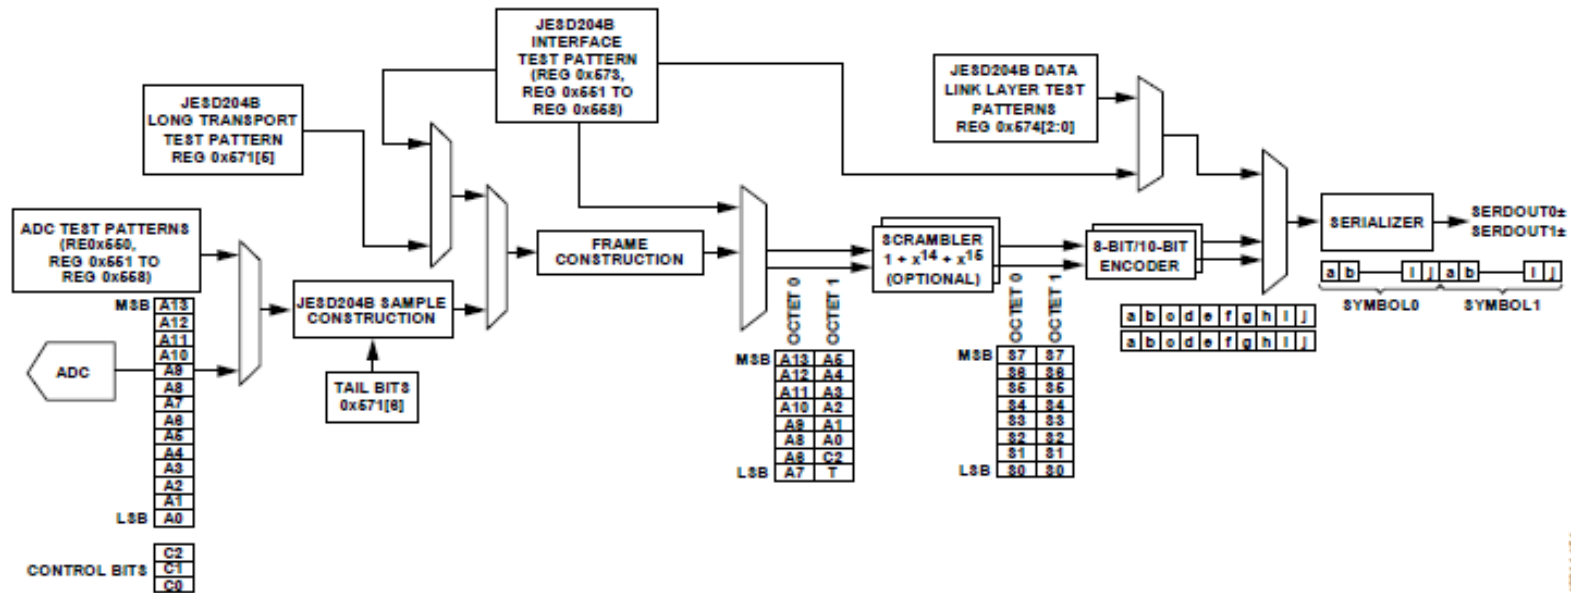 JESD204B
INTERFACE
TEST PATTERN
(REG 0x573,
REG 0x551 TO
REG 0x558)
JESD204B DATA
LINK LAYER TEST
PATTERNS
REG 0x574[2:0]
JESD204B
LONG TRANSPORT
TEST PATTERN
REG 0x571[5]
ADC TEST PATTERNS
(RE0x550,
REG 0x551 TO
REG 0x558)
MSB A13
A12
A11
A10
A9
A8
A7
A6
A5
A4
A3
A2
A1
LSB A0
ADC
CONTROL BITS
C2
C1
C0
JESD204B SAMPLE
CONSTRUCTION
TAIL BITS
0x571[6]
FRAME
CONSTRUCTION
OCTET 0
OCTET 1
MSB A13 A5
A12 A4
A11 A3
A10 A2
A9 A1
A8 A0
A6 C2
LSB A7 T
SCRAMBLER
1 + x14 + x15
(OPTIONAL)
OCTET 0
OCTET 1
MSB S7 S7
S6 S6
S5 S5
S4 S4
S3 S3
S2 S2
S1 S1
LSB S0 S0
8-BIT/10-BIT
ENCODER
a b c d e f g h i j
a b c d e f g h i j
SERIALIZER
SERDOUT0±
SERDOUT1±
a b i j a b i j
SYMBOL0 SYMBOL1